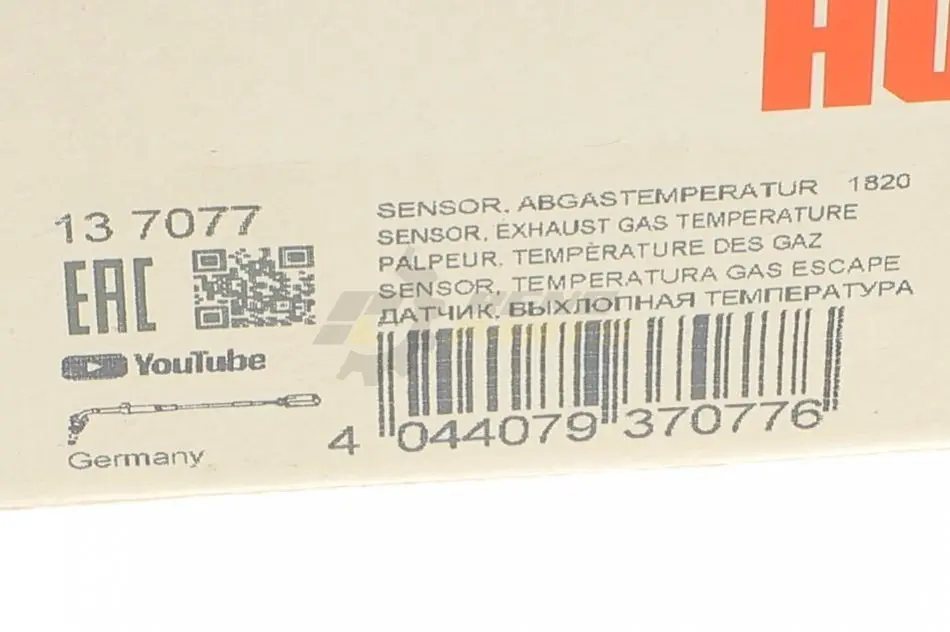 HU
13 7077
EAC
YouTube
Germany
SENSOR, ABGASTEMPERATUR 1820
SENSOR, EXHAUST GAS TEMPERATURE
PALPEUR, TEMPÈRATURE DES GAZ
SENSOR, TEMPERATURA GAS ESCAPE
ДАТЧИК, ВЫХЛОПНАЯ ТЕМПЕРАТУРА
4 044079 370776